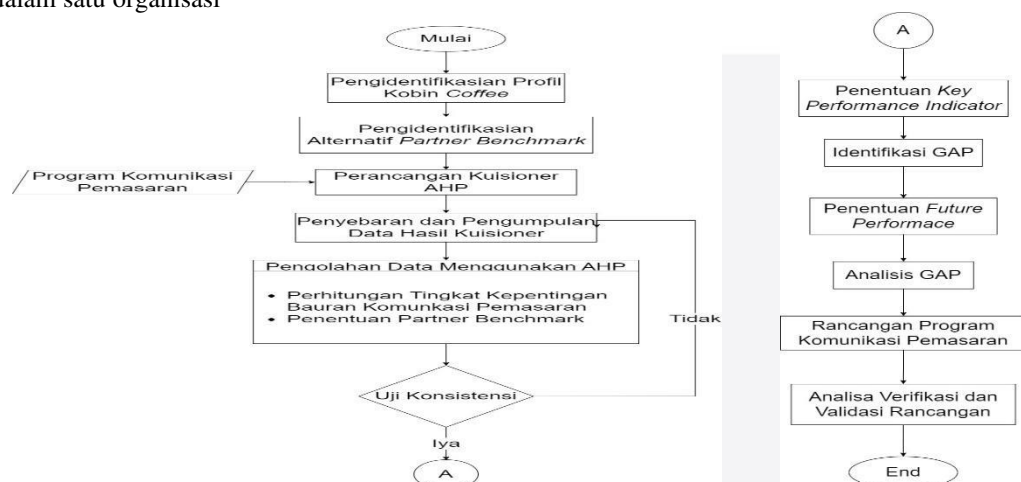 dalam satu organisasi
Mulai
Pengidentifikasian Profil
Kobin Coffee
Pengidentifikasian
Alternatif Partner Benchmark
Program Komunikasi
Pemasaran
Perancangan Kuisioner
AHP
Penyebaran dan Pengumpulan
Data Hasil Kuisioner
Pengolahan Data Menggunakan AHP
• Perhitungan Tingkat Kepentingan
Bauran Komunkasi Pemasaran
• Penentuan Partner Benchmark
Tidak
Uji Konsistensi
Iya
A
A
Penentuan Key
Performance Indicator
Identifikasi GAP
Penentuan Future
Performace
Analisis GAP
Rancangan Program
Komunikasi Pemasaran
Analisa Verifikasi dan
Validasi Rancangan
End